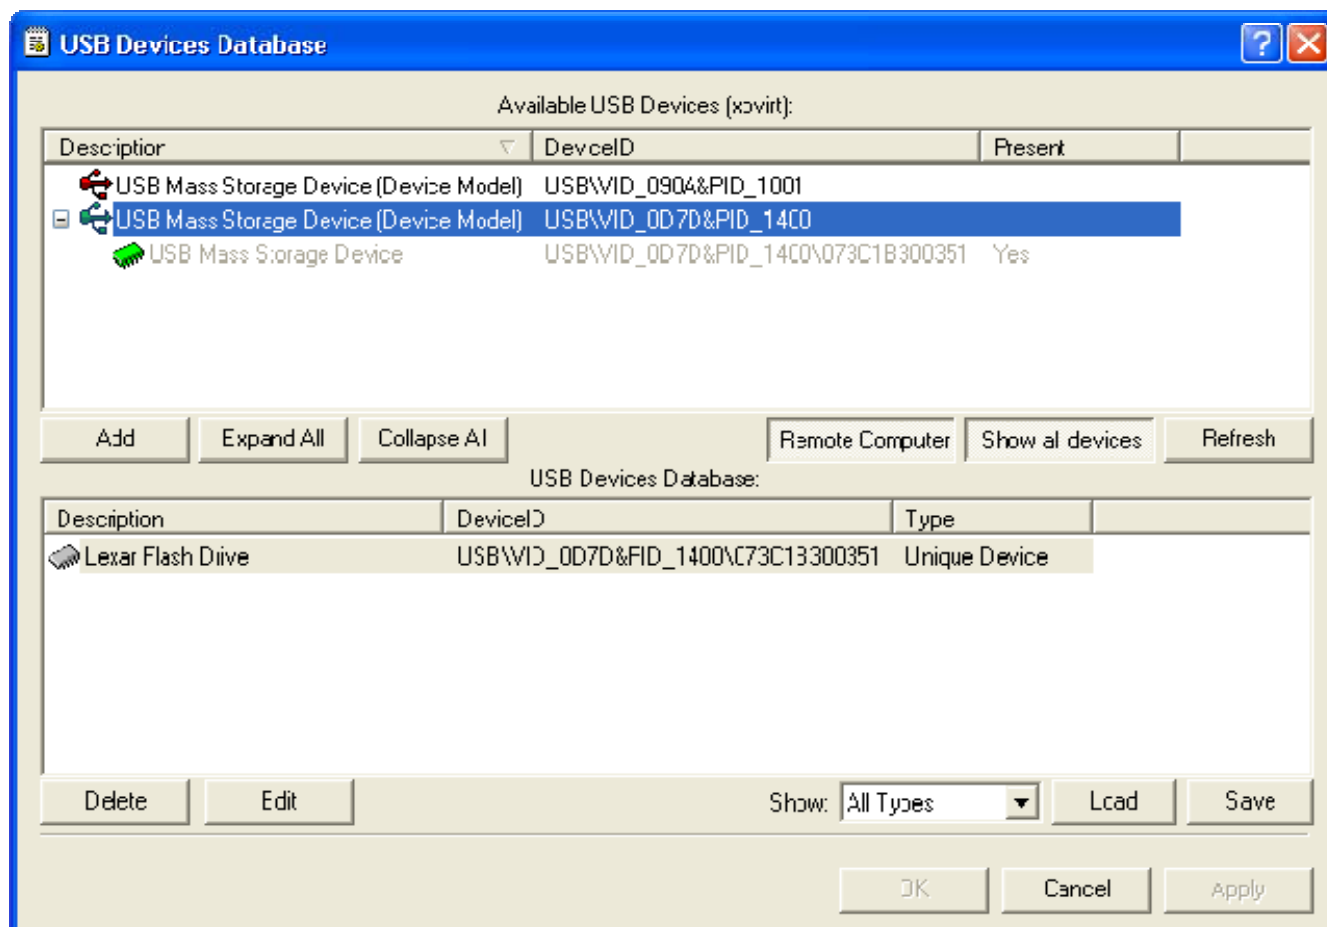 USB Devices Database
Available USB Devices (xpvirt):
Description DeviceID Present
USB Mass Storage Device (Device Model) USB\VID_090A&PID_1001
USB Mass Storage Device (Device Model) USB\VID_0D7D&PID_1400
USB Mass Storage Device USB\VID_0D7D&PID_1400\073C1B300351 Yes
Add Expand All Collapse All Remote Computer Show all devices Refresh
USB Devices Database:
Description DeviceID Type
Lexar Flash Drive USB\VID_0D7D&PID_1400\073C1B300351 Unique Device
Delete Edit Show: All Types Load Save
OK Cancel Apply